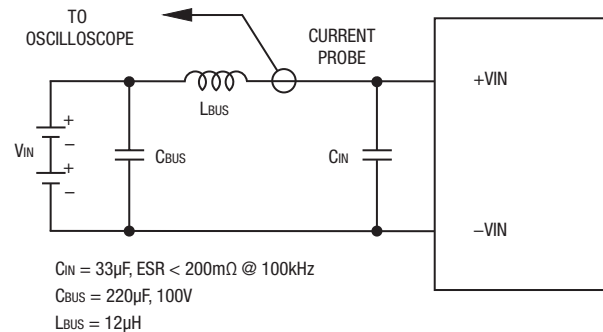 TO
OSCILLOSCOPE
CURRENT
PROBE
+VIN
LBUS
VIN
+
−
+
−
CBUS
CIN
−VIN
CIN = 33µF, ESR < 200mΩ @ 100kHz
CBUS = 220µF, 100V
LBUS = 12µH